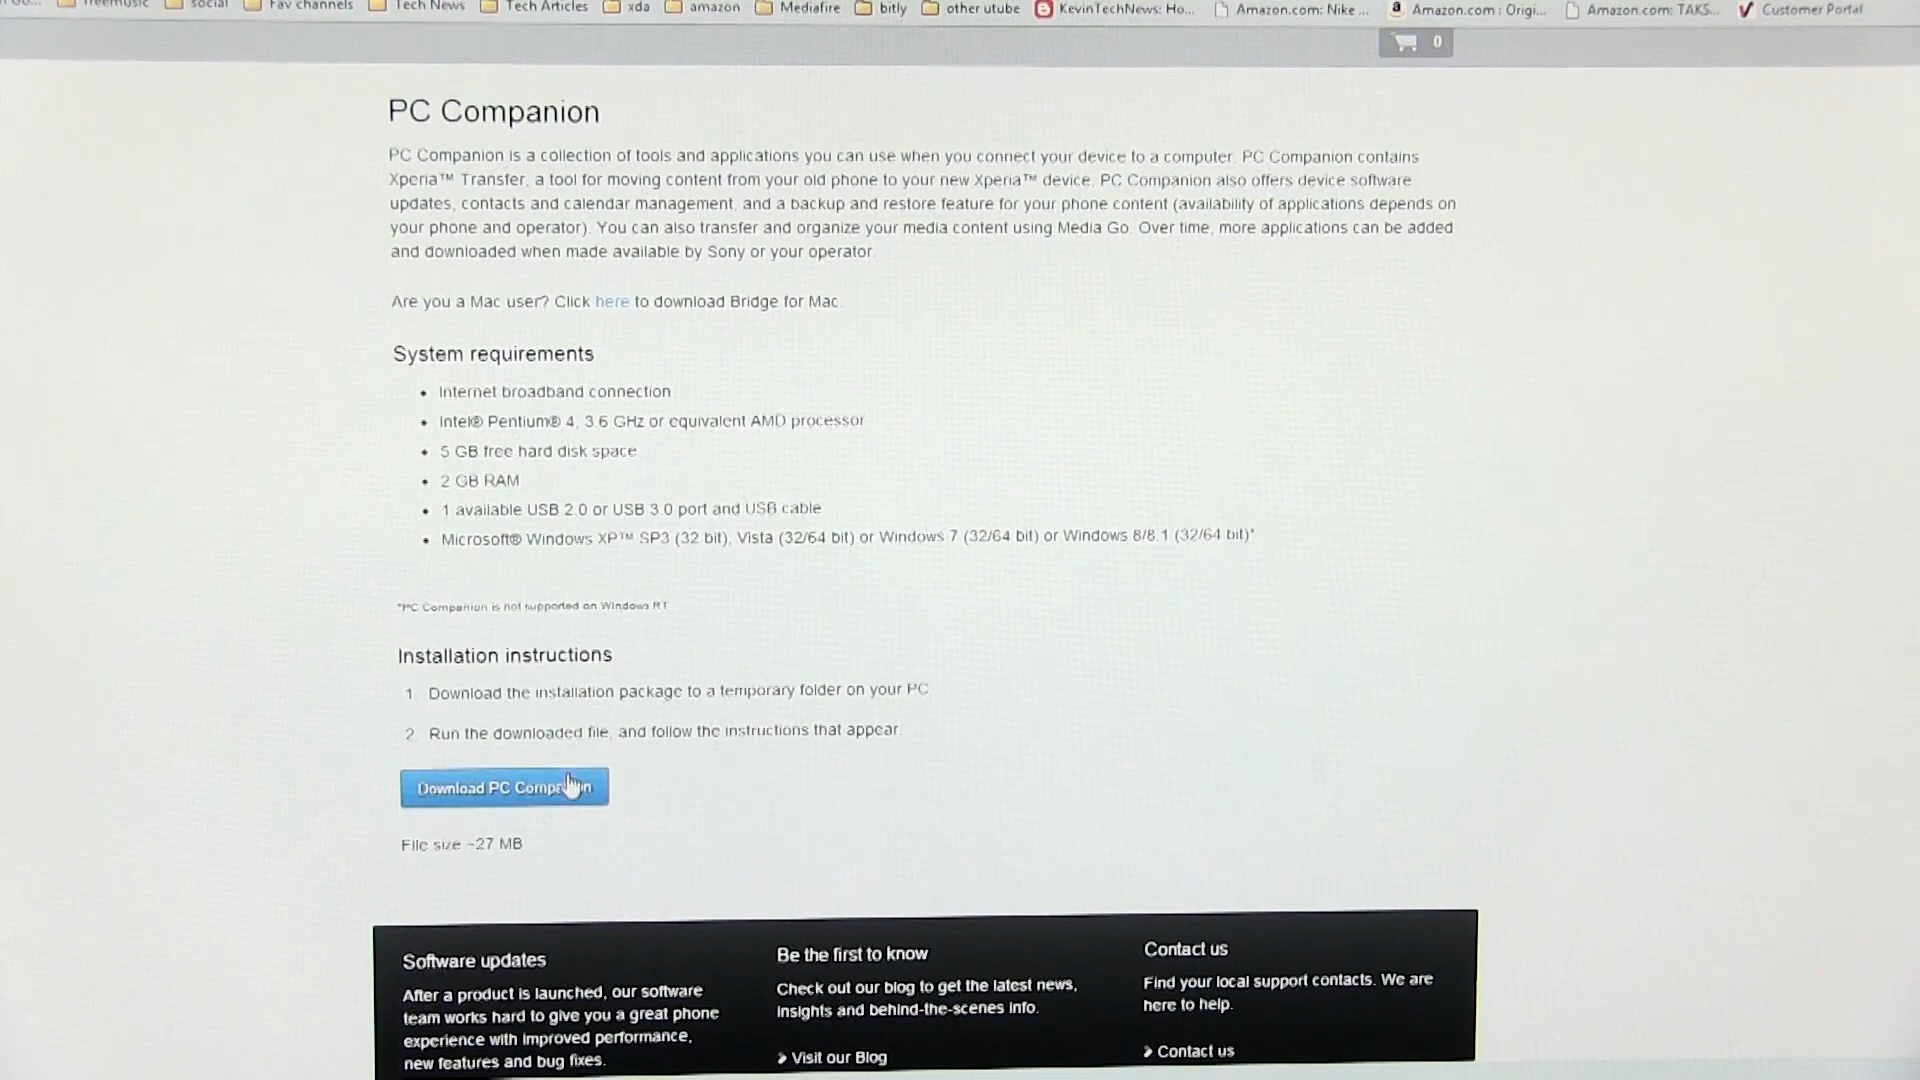 freemusic social Fav channels Tech News Tech Articles xda amazon Mediafire bitly other utube KevinTechNews: Ho... Amazon.com: Nike ... Amazon.com : Origi... Amazon.com: TAKS... Customer Portal
0
PC Companion
PC Companion is a collection of tools and applications you can use when you connect your device to a computer. PC Companion contains
Xperia™ Transfer, a tool for moving content from your old phone to your new Xperia™ device. PC Companion also offers device software
updates, contacts and calendar management, and a backup and restore feature for your phone content (availability of applications depends on
your phone and operator). You can also transfer and organize your media content using Media Go. Over time, more applications can be added
and downloaded when made available by Sony or your operator.
Are you a Mac user? Click here to download Bridge for Mac.
System requirements
• Internet broadband connection
• Intel® Pentium® 4, 3.6 GHz or equivalent AMD processor
• 5 GB free hard disk space
• 2 GB RAM
• 1 available USB 2.0 or USB 3.0 port and USB cable
• Microsoft® Windows XP™ SP3 (32 bit), Vista (32/64 bit) or Windows 7 (32/64 bit) or Windows 8/8.1 (32/64 bit)*
*PC Companion is not supported on Windows RT
Installation instructions
1. Download the installation package to a temporary folder on your PC
2. Run the downloaded file, and follow the instructions that appear.
Download PC Companion
File size ~27 MB
Software updates
After a product is launched, our software
team works hard to give you a great phone
experience with improved performance,
new features and bug fixes.
Be the first to know
Check out our blog to get the latest news,
insights and behind-the-scenes info.
Visit our Blog
Contact us
Find your local support contacts. We are
here to help.
Contact us